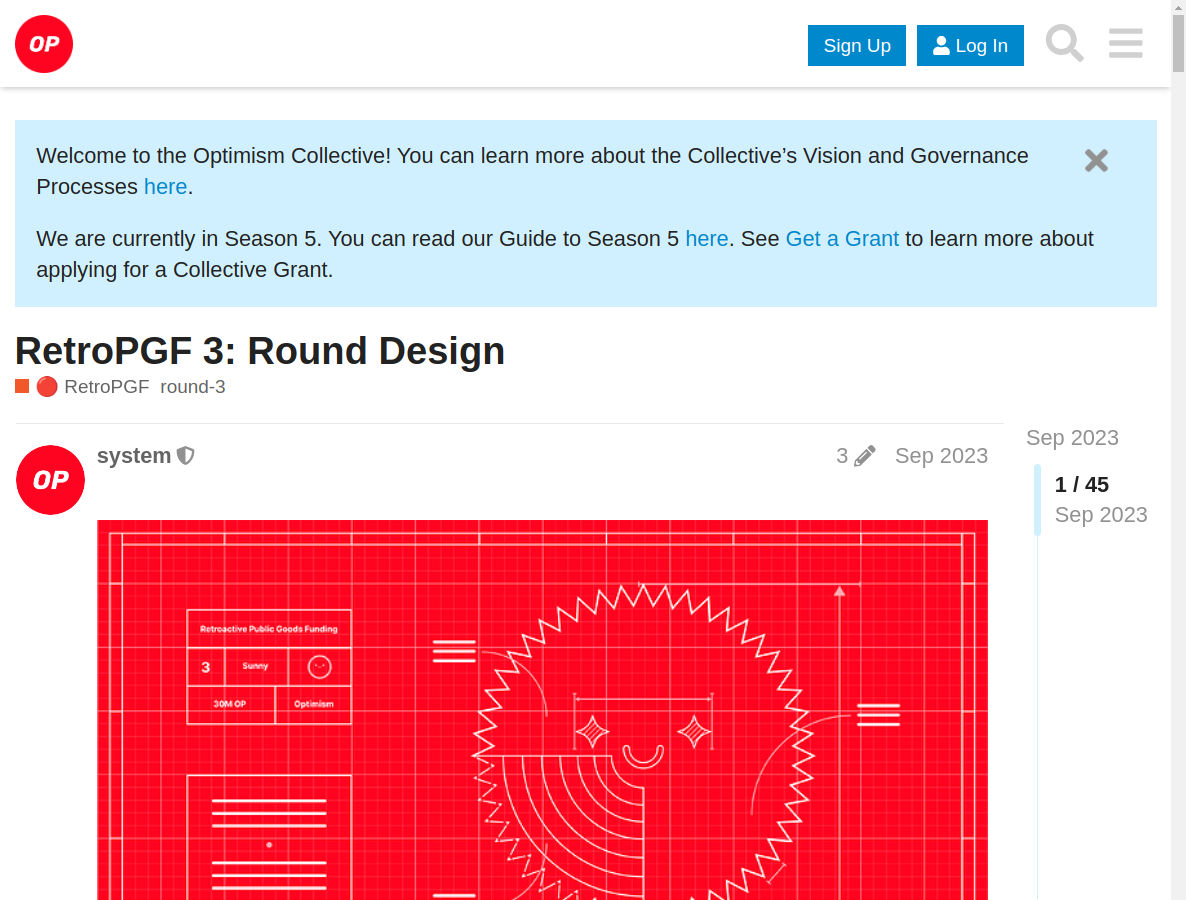 OP
Sign Up
Log In
Welcome to the Optimism Collective! You can learn more about the Collective’s Vision and Governance
Processes here.
We are currently in Season 5. You can read our Guide to Season 5 here. See Get a Grant to learn more about
applying for a Collective Grant.
RetroPGF 3: Round Design
RetroPGF round-3
OP
system
3
Sep 2023
Sep 2023
1 / 45
Sep 2023
Retroactive Public Goods Funding
3
Sunny
30M OP
Optimism